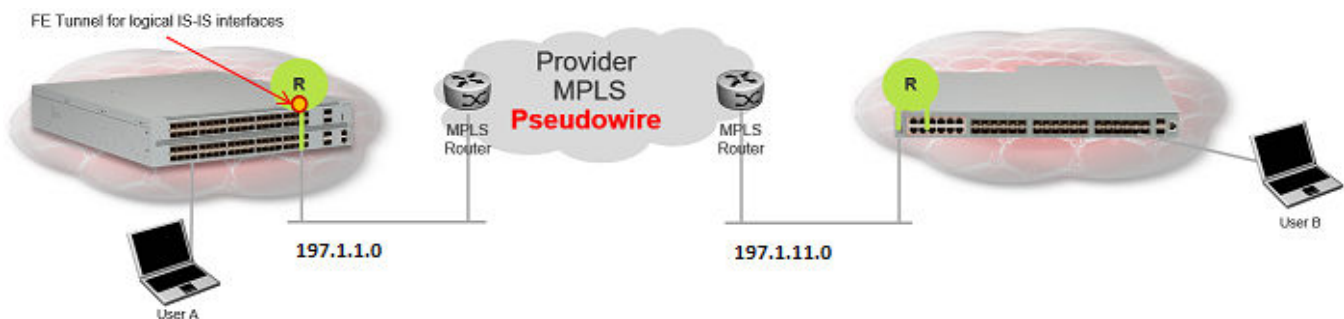 FE Tunnel for logical IS-IS interfaces
R
Provider
MPLS
Pseudowire
MPLS
Router
MPLS
Router
R
197.1.1.0
197.1.11.0
User A
User B